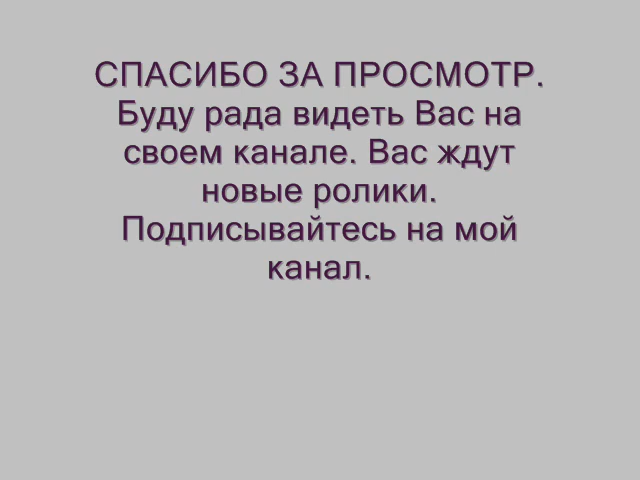 СПАСИБО ЗА ПРОСМОТР.
Буду рада видеть Вас на
своем канале. Вас ждут
новые ролики.
Подписывайтесь на мой
канал.